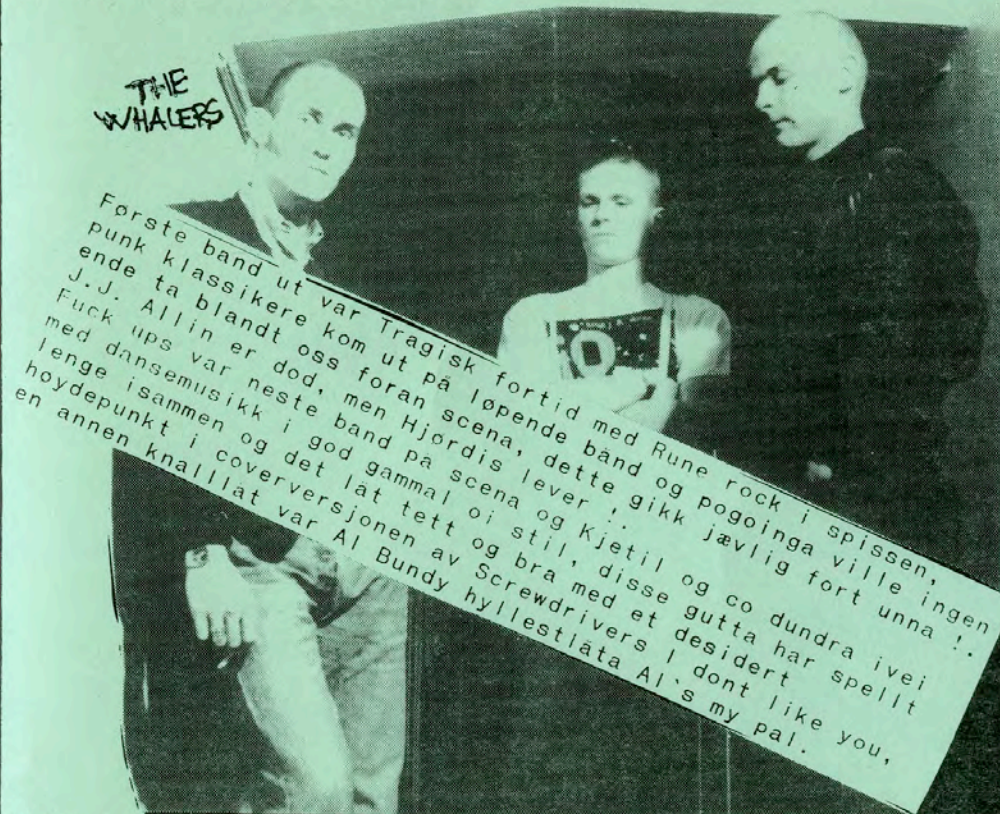 THE
WHALERS
Første band ut var Tragisk fortid med Rune rock i spissen,
punk klassikere kom ut på løpende bånd og pogoinga ville ingen
ende ta blandt oss foran scena, dette gikk jævlig fort unna !.
J.J. Allin er død, men Hjørdis lever !.
Fuck ups var neste band på scena og Kjetil og co dundra ivei
med dansemusikk i god gammal oi stil, disse gutta har spellt
lenge isammen og det låt tett og bra med et desidert
høydepunkt i coverversjonen av Screwdrivers I dont like you,
en annen knalllåt var Al Bundy hyllestlåta Al`s my pal.